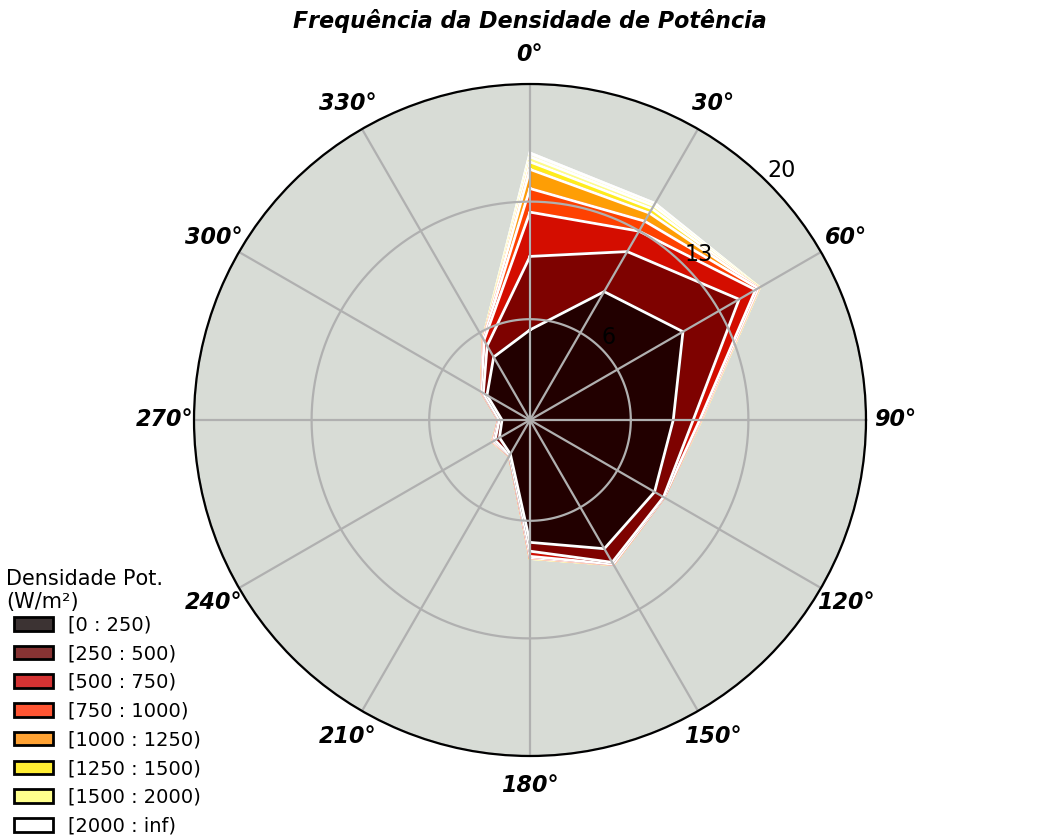 Frequência da Densidade de Potência
0°
330°
30°
20
300°
60°
13
6
270°
90°
240°
120°
210°
150°
180°
Densidade Pot.
(W/m²)
[0 : 250)
[250 : 500)
[500 : 750)
[750 : 1000)
[1000 : 1250)
[1250 : 1500)
[1500 : 2000)
[2000 : inf)